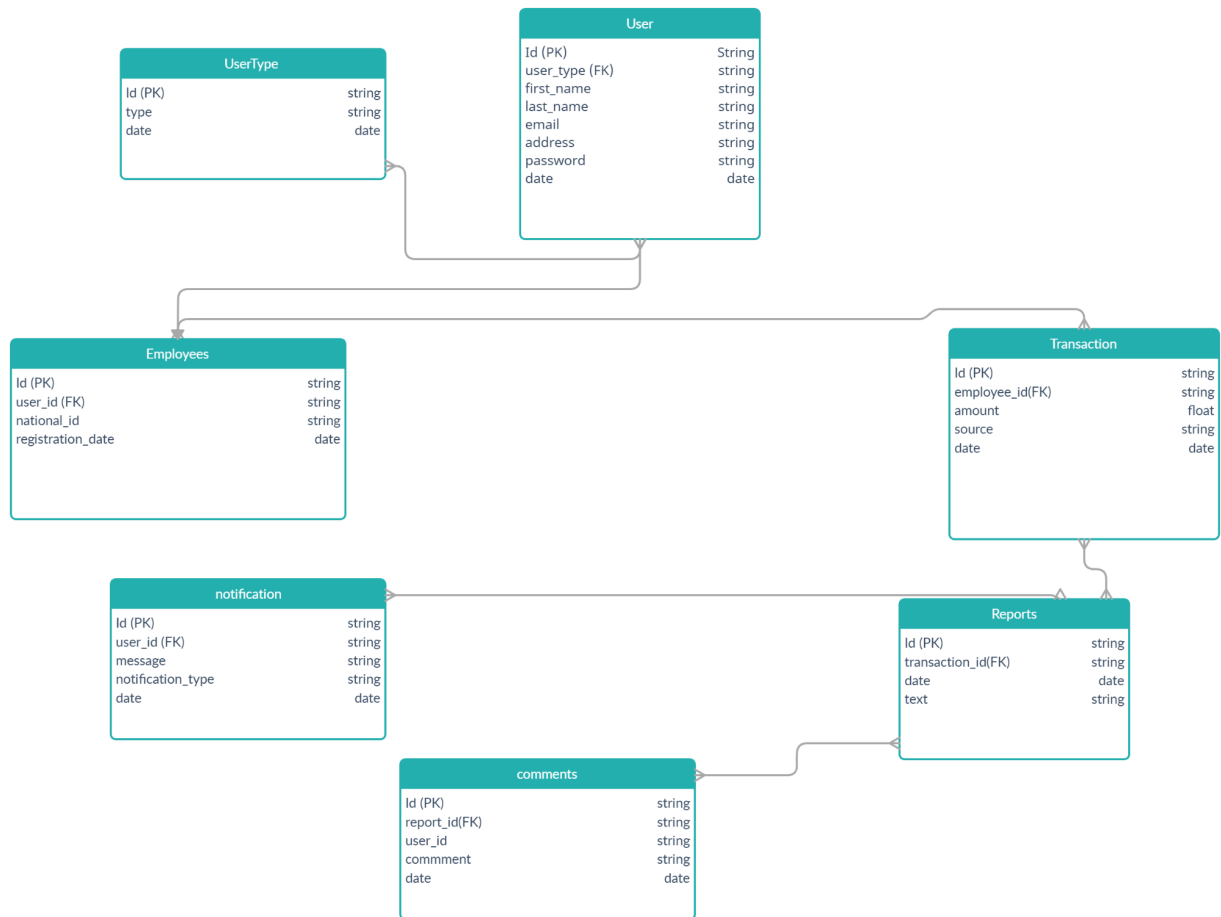 User
Id (PK) String
user_type (FK) string
first_name string
last_name string
email string
address string
password string
date date
UserType
Id (PK) string
type string
date date
Employees
Id (PK) string
user_id (FK) string
national_id string
registration_date date
Transaction
Id (PK) string
employee_id(FK) string
amount float
source string
date date
notification
Id (PK) string
user_id (FK) string
message string
notification_type string
date date
Reports
Id (PK) string
transaction_id(FK) string
date date
text string
comments
Id (PK) string
report_id(FK) string
user_id string
commment string
date date